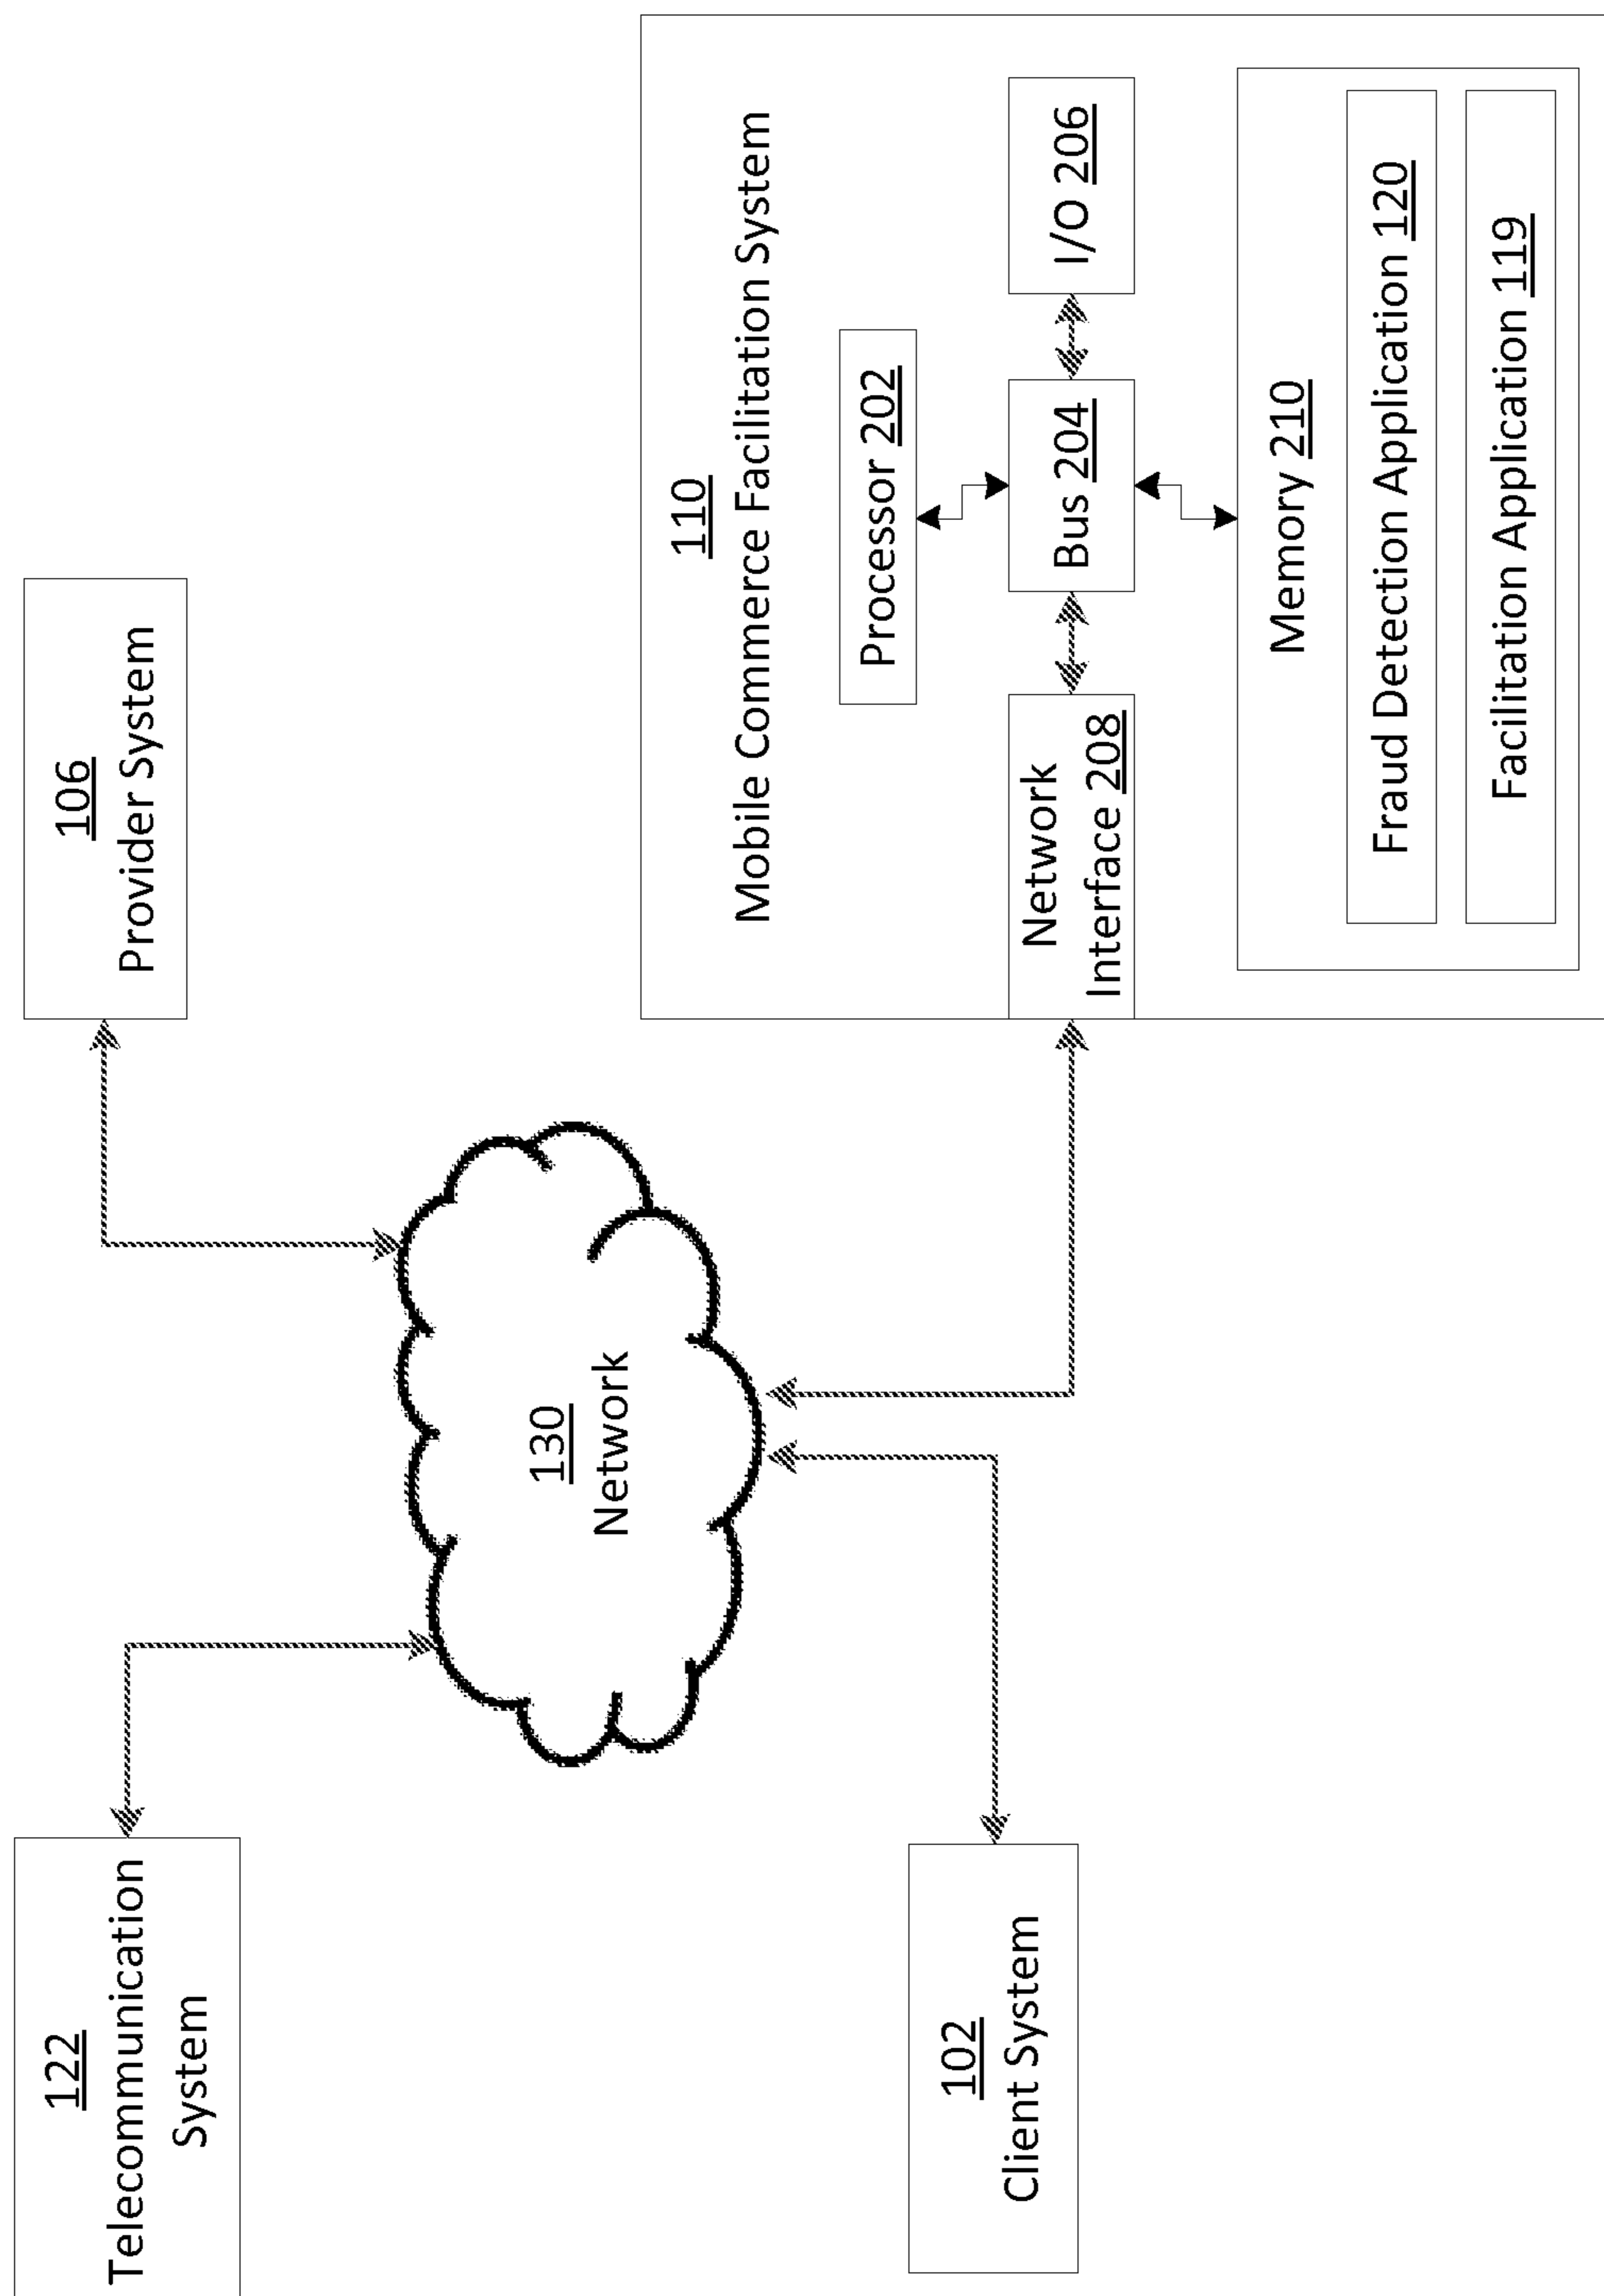 122
Telecommunication
System
106
Provider System
130
Network
102
Client System
110
Mobile Commerce Facilitation System
Processor 202
Network
Interface 208
Bus 204
I/O 206
Memory 210
Fraud Detection Application 120
Facilitation Application 119